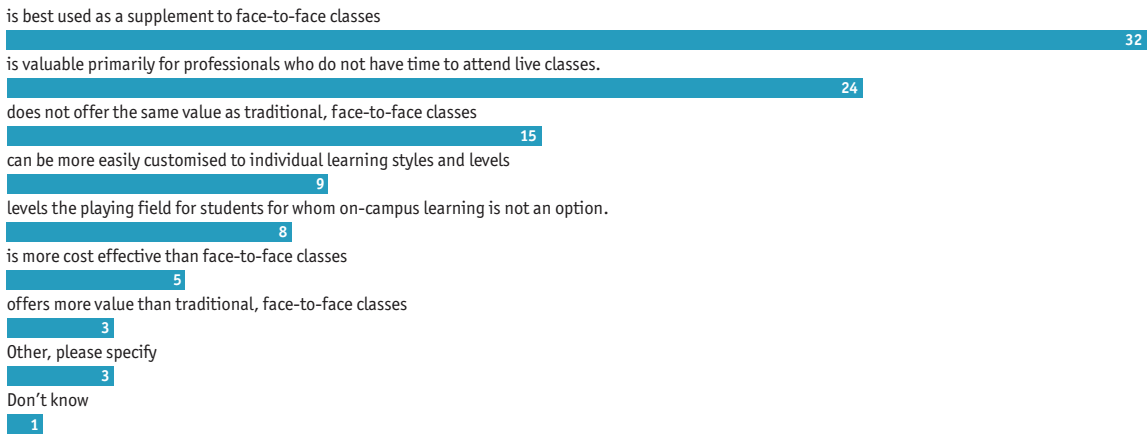 is best used as a supplement to face-to-face classes
32
is valuable primarily for professionals who do not have time to attend live classes.
24
does not offer the same value as traditional, face-to-face classes
15
can be more easily customised to individual learning styles and levels
9
levels the playing field for students for whom on-campus learning is not an option.
8
is more cost effective than face-to-face classes
5
offers more value than traditional, face-to-face classes
3
Other, please specify
3
Don’t know
1